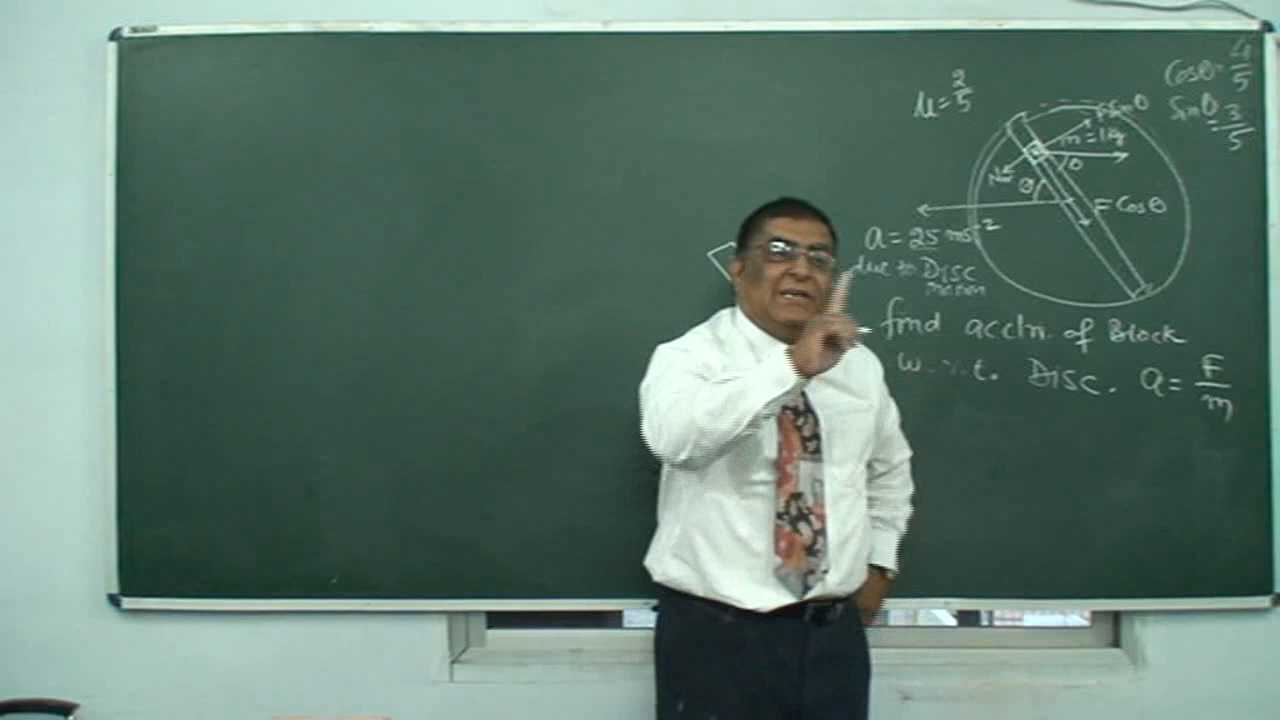 μ = 2/5
Cosθ = 4/5
Sinθ = 3/5
FSinθ
m = 1kg
θ
N
θ
F Cosθ
a = 25 ms-2
due to Disc
motion
find accln. of Block
w.r.t. Disc. a = F/m